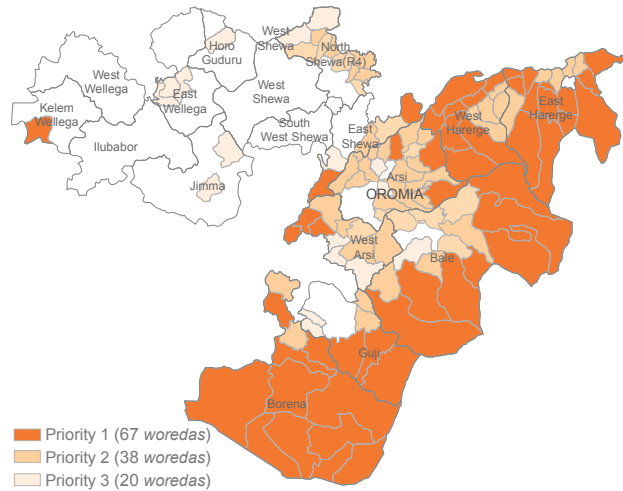 West
Shewa
Horo
Guduru
North
Shewa(R4)
West
Wellega
East
Wellega
West
Shewa
Kelem
Wellega
South
West Shewa
East
Shewa
West
Harerge
East
Harerge
Ilubabor
Jimma
Arsi
OROMIA
West
Arsi
Bale
Guji
Borena
Priority 1 (67 woredas)
Priority 2 (38 woredas)
Priority 3 (20 woredas)